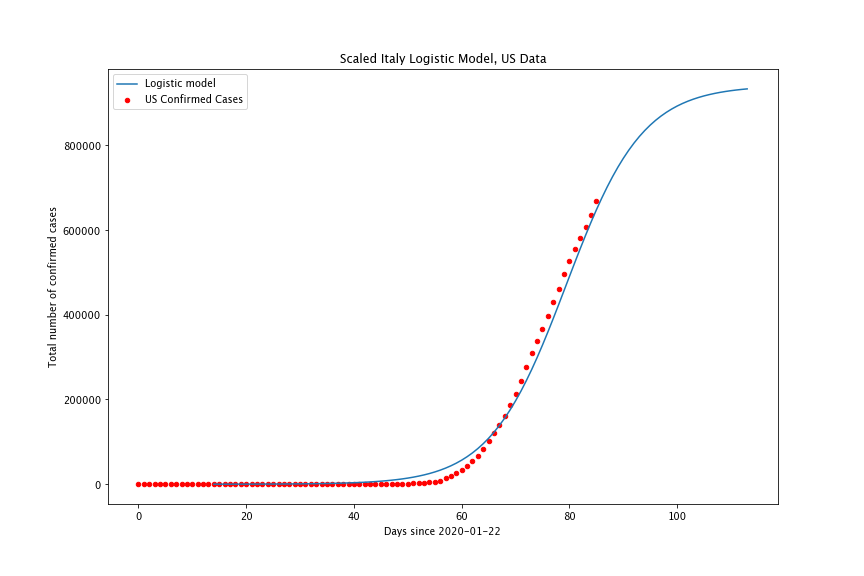 Scaled Italy Logistic Model, US Data
Logistic model
US Confirmed Cases
Total number of confirmed cases
800000
600000
400000
200000
0
0 20 40 60 80 100
Days since 2020-01-22